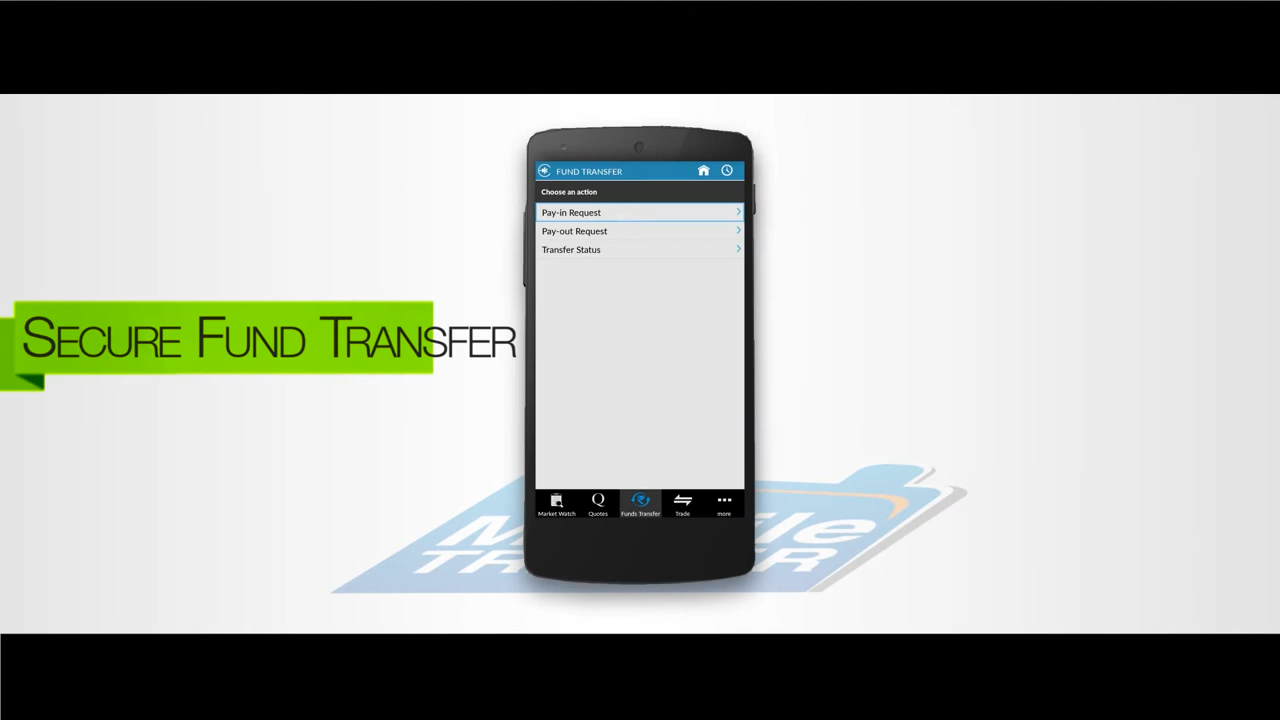 FUND TRANSFER
Choose an action
Pay-in Request
Pay-out Request
Transfer Status
SECURE FUND TRANSFER
Market Watch
Quotes
Funds Transfer
Trade
more